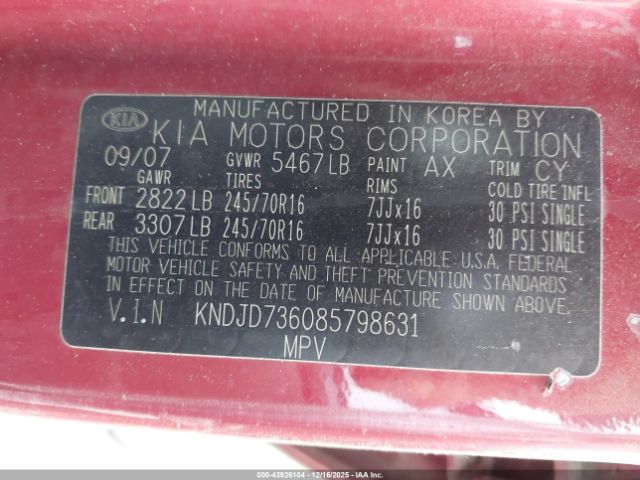 MANUFACTURED IN KOREA BY
KIA KIA MOTORS CORPORATION
09/07 GVWR 5467LB PAINT AX TRIM CY
GAWR TIRES RIMS COLD TIRE INFL
FRONT 2822LB 245/70R16 7JJx16 30 PSI SINGLE
REAR 3307LB 245/70R16 7JJx16 30 PSI SINGLE
THIS VEHICLE CONFORMS TO ALL APPLICABLE U.S.A. FEDERAL
MOTOR VEHICLE SAFETY AND THEFT PREVENTION STANDARDS
IN EFFECT ON THE DATE OF MANUFACTURE SHOWN ABOVE.
V.I.N KNDJD736085798631
MPV
000-43926104 - 12/16/2025 - IAAI.COM